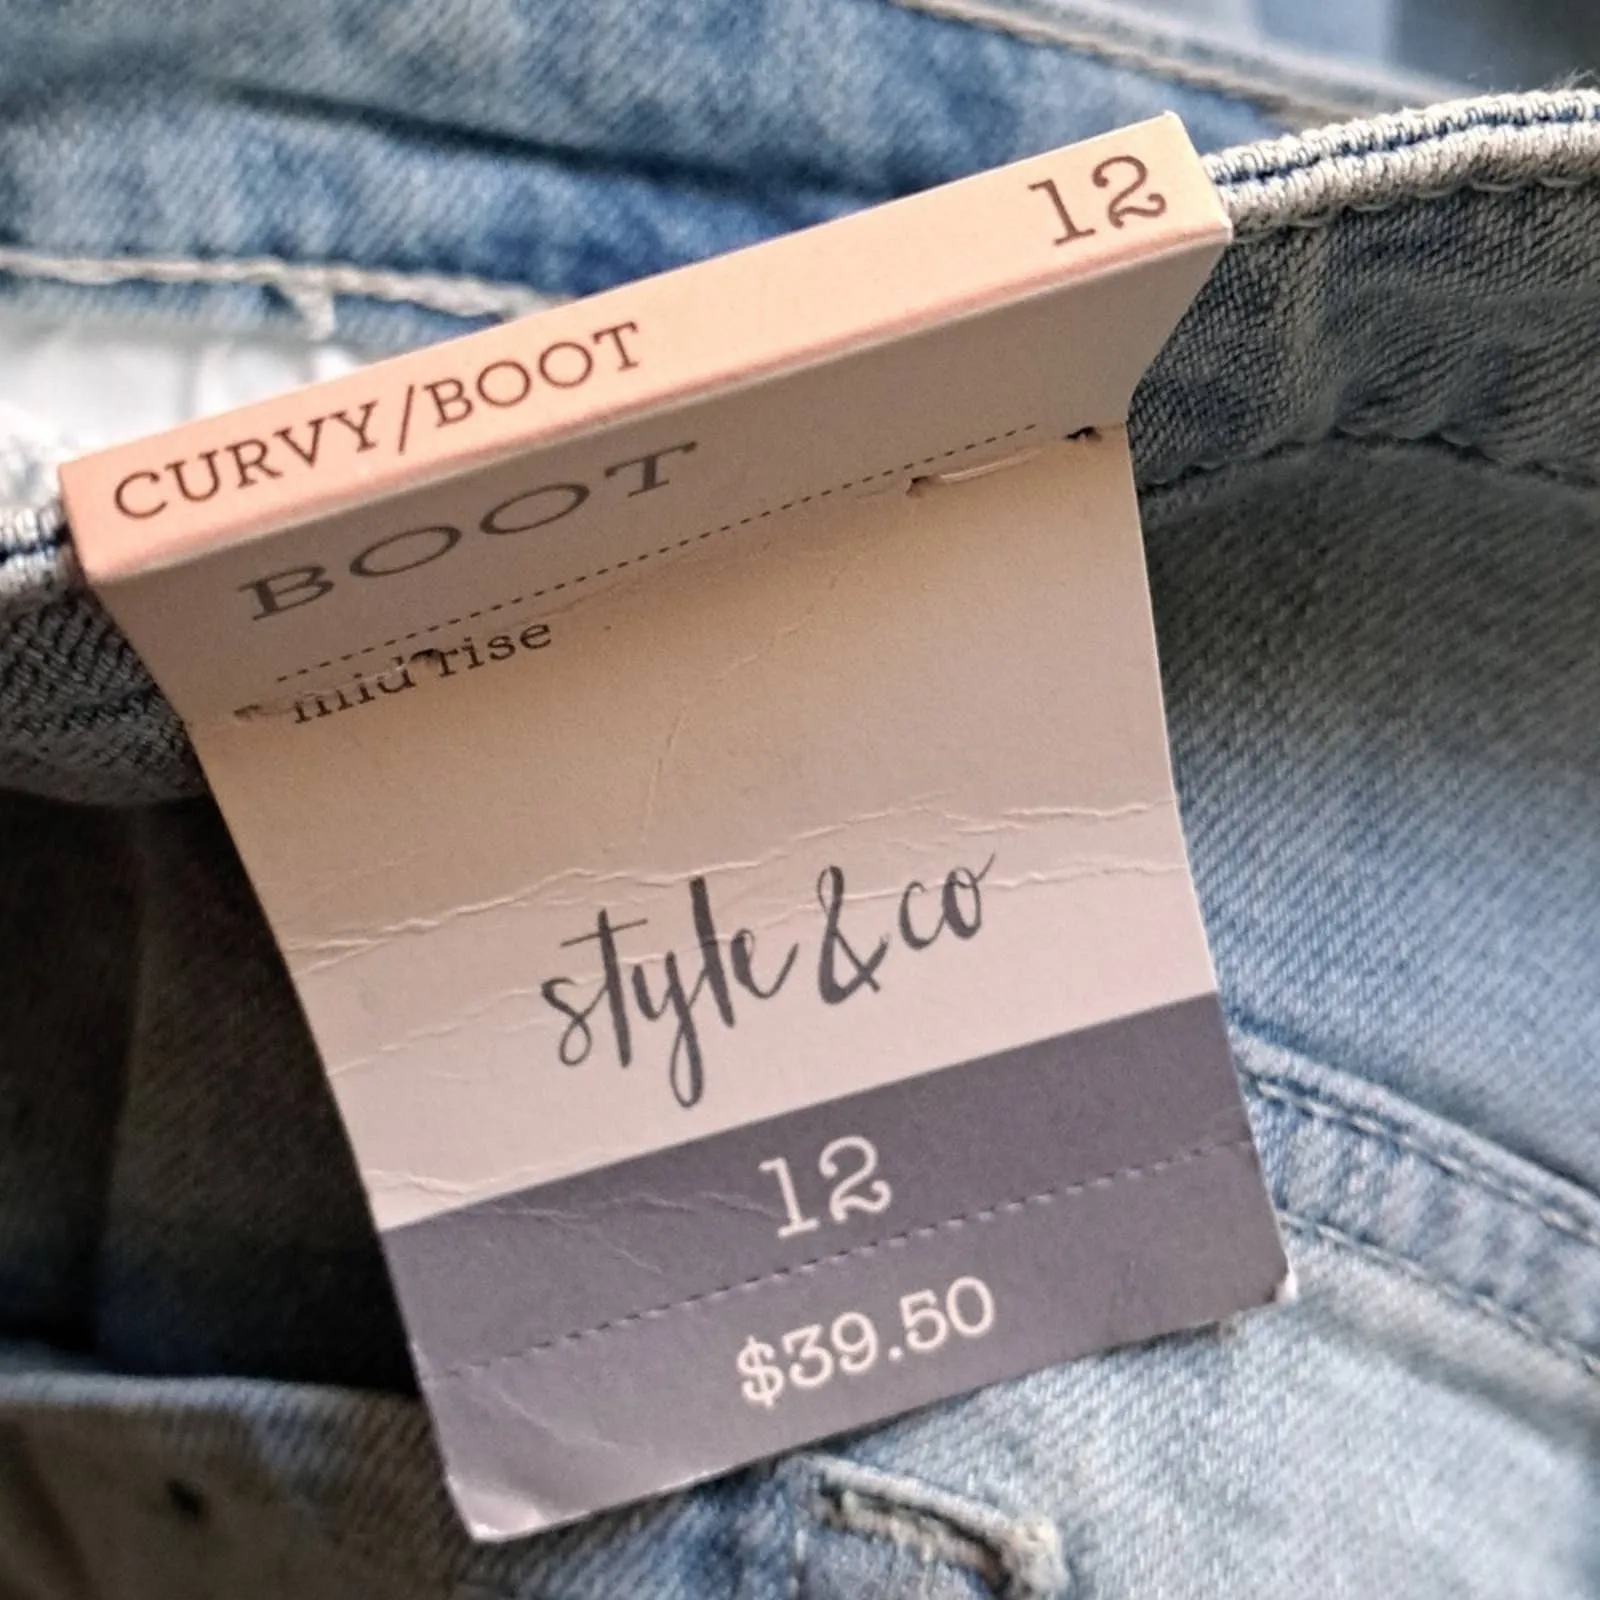 12
CURVY/BOOT
BOOT
mid rise
style & co
12
$39.50